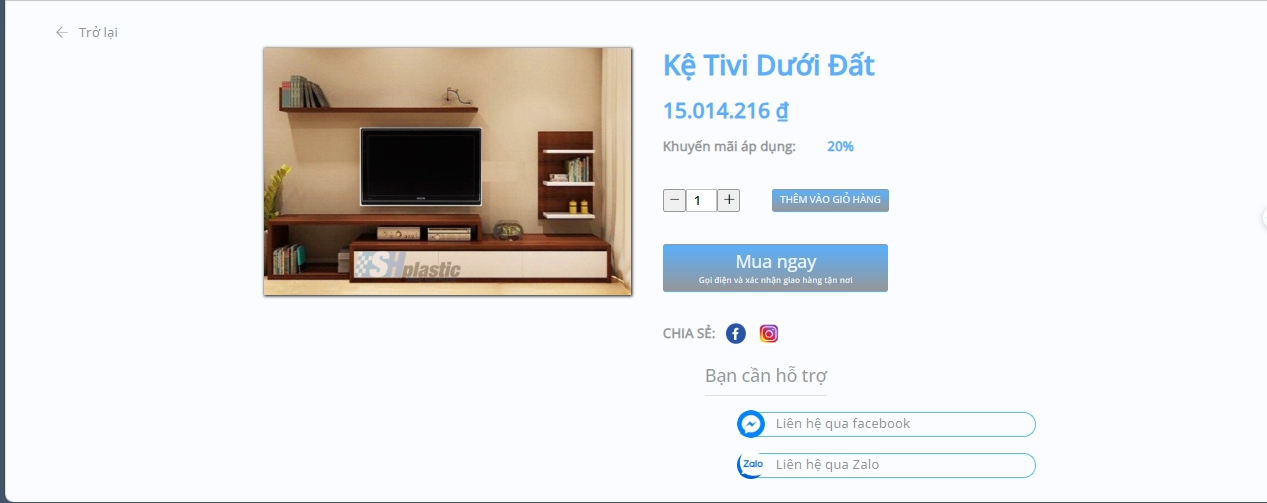 Trở lại
SHplastic
Kệ Tivi Dưới Đất
15.014.216 ₫
Khuyến mãi áp dụng: 20%
− 1 + THÊM VÀO GIỎ HÀNG
Mua ngay
Gọi điện và xác nhận giao hàng tận nơi
CHIA SẺ:
Bạn cần hỗ trợ
Liên hệ qua facebook
Zalo Liên hệ qua Zalo